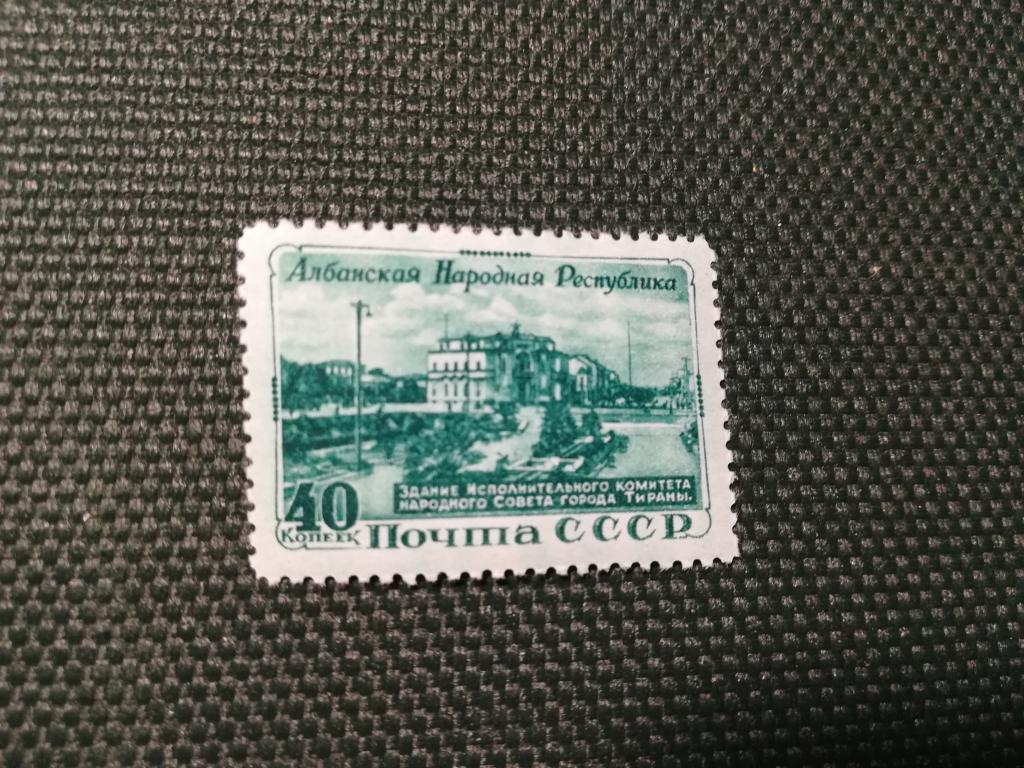 Албанская Народная Республика
Здание Исполнительного комитета
народного Совета города Тираны.
40
Копеек
Почта СССР